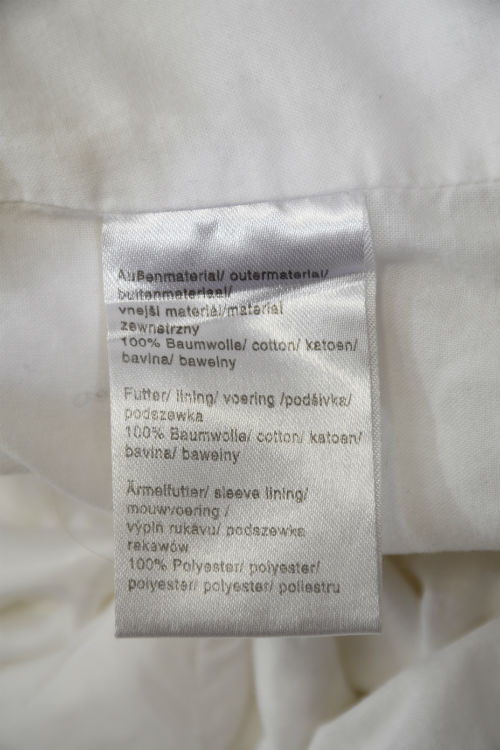 Außenmaterial/ outermaterial/
buitenmateriaal/
vnejší materiál/material
zewnetrzny
100% Baumwolle/ cotton/ katoen/
bavlna/ bawelny
Futter/ lining/ voering /podšívka/
podszewka
100% Baumwolle/ cotton/ katoen/
bavlna/ bawelny
Ärmelfutter/ sleeve lining/
mouwvoering /
výpln rukávu/ podszewka
rekawów
100% Polyester/ polyester/
polyester/ polyester/ poliestru